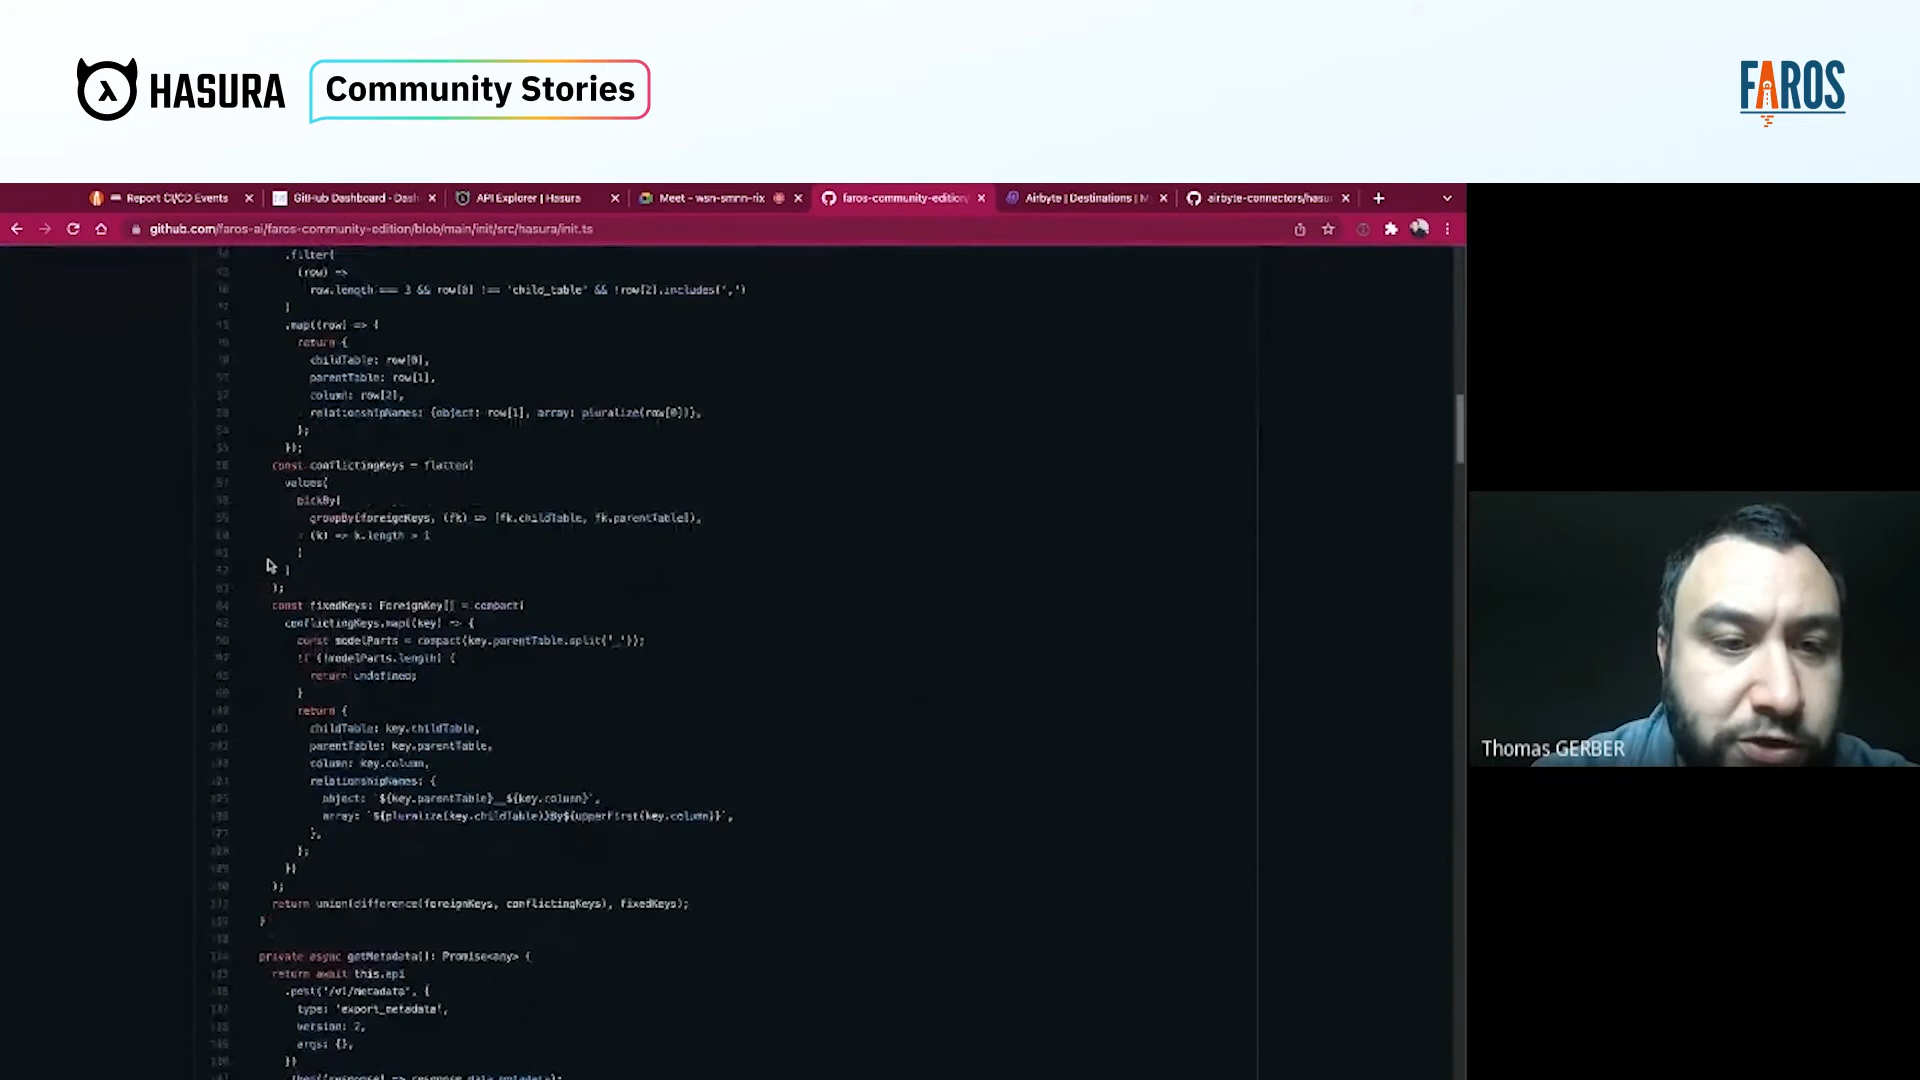 HASURA
Community Stories
FAROS
Report CI/CD Events
GitHub Dashboard - Dash
API Explorer | Hasura
Meet - wsn-smnn-rix
faros-community-edition/
Airbyte | Destinations | M
airbyte-connectors/hasu
github.com/faros-ai/faros-community-edition/blob/main/init/src/hasura/init.ts
.filter(
(row) =>
row.length === 3 && row[0] !== 'child_table' && !row[2].includes(',')
)
.map((row) => {
return {
childTable: row[0],
parentTable: row[1],
column: row[2],
relationshipNames: {object: row[1], array: pluralize(row[0])},
};
});
const conflictingKeys = flatten(
values(
pickBy(
groupBy(foreignKeys, (fk) => [fk.childTable, fk.parentTable]),
(k) => k.length > 1
)
)
);
const fixedKeys: ForeignKey[] = compact(
conflictingKeys.map((key) => {
const modelParts = compact(key.parentTable.split('_'));
if (!modelParts.length) {
return undefined;
}
return {
childTable: key.childTable,
parentTable: key.parentTable,
column: key.column,
relationshipNames: {
object: `${key.parentTable}__${key.column}`,
array: `${pluralize(key.childTable)}By${upperFirst(key.column)}`,
},
};
})
);
return union(difference(foreignKeys, conflictingKeys), fixedKeys);
}
private async getMetadata(): Promise<any> {
return await this.api
.post('/v1/metadata', {
type: 'export_metadata',
version: 2,
args: {},
})
.then((response) => response.data.metadata);
Thomas GERBER